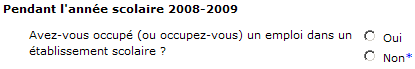 Pendant l'année scolaire 2008-2009
Avez-vous occupé (ou occupez-vous) un emploi dans un
établissement scolaire ?
Oui
Non*